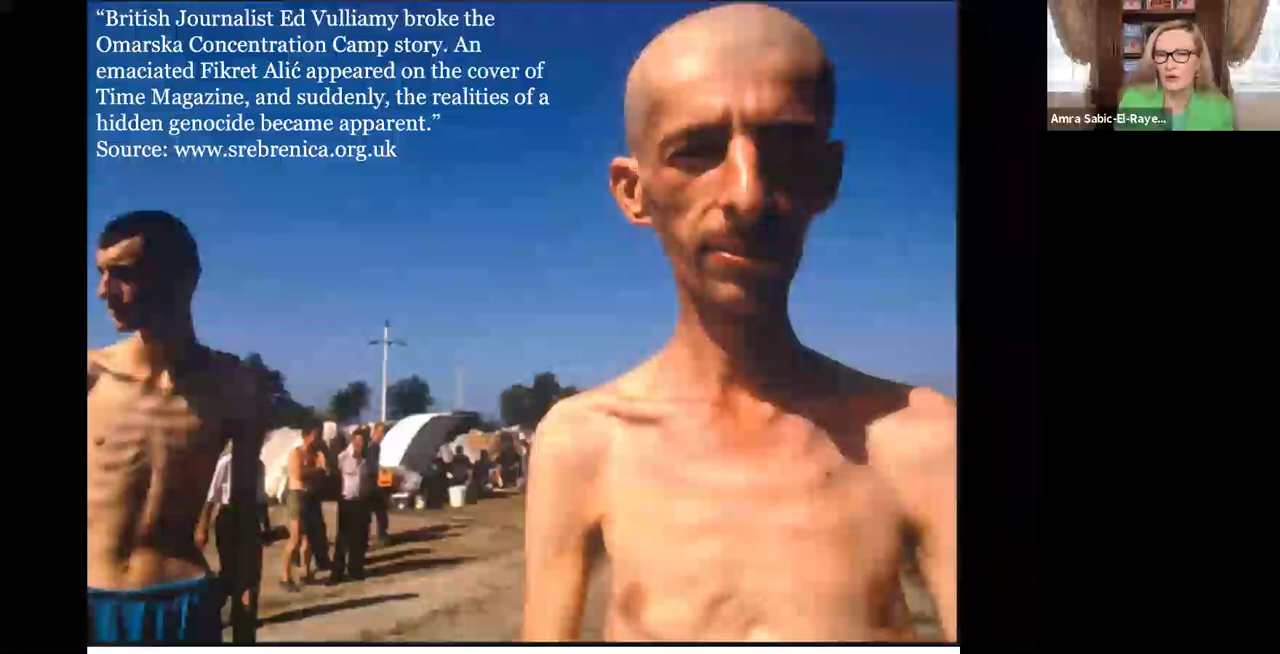 “British Journalist Ed Vulliamy broke the
Omarska Concentration Camp story. An
emaciated Fikret Alić appeared on the cover of
Time Magazine, and suddenly, the realities of a
hidden genocide became apparent.”
Source: www.srebrenica.org.uk
Amra Sabic-El-Raye...